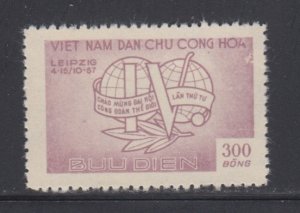 VIET NAM DAN CHU CONG HOA
LEIPZIG
4-15/10-57
CHAO MUNG DAI HOI
CONG DOAN THE GIOI
LAN THU TU
300
ĐONG
BUU DIEN